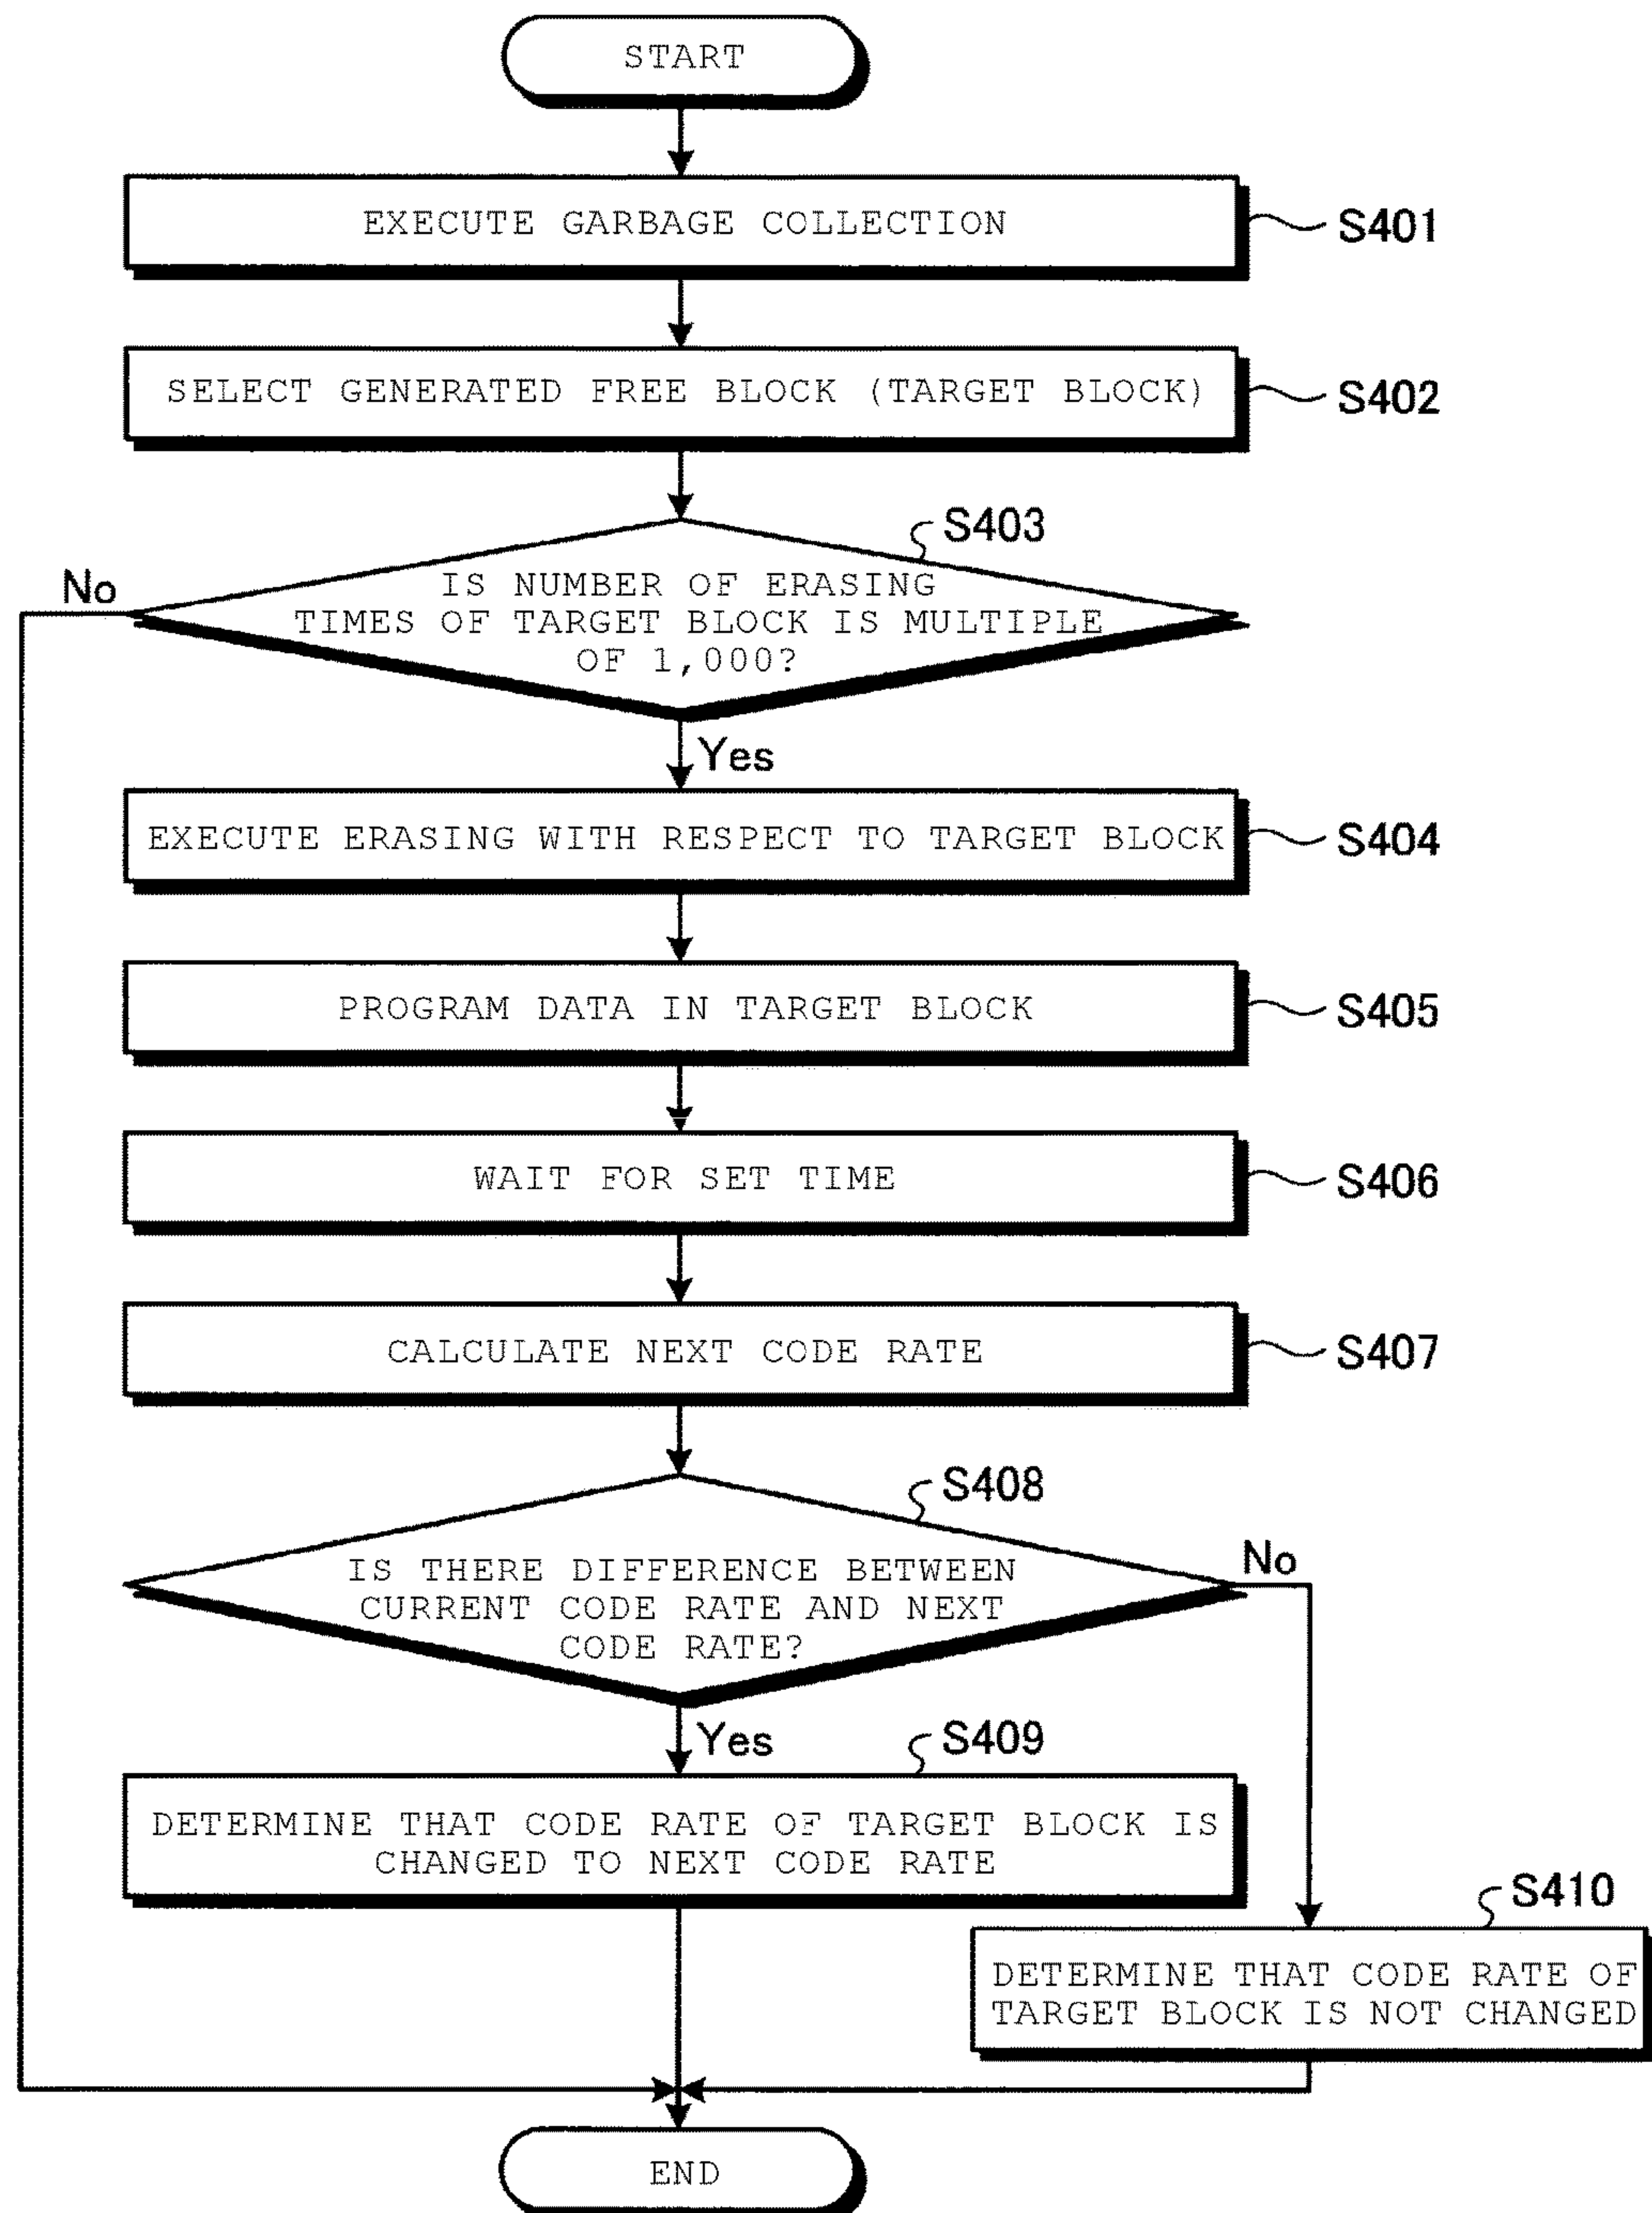 START
EXECUTE GARBAGE COLLECTION
S401
SELECT GENERATED FREE BLOCK (TARGET BLOCK)
S402
S403
No
IS NUMBER OF ERASING
TIMES OF TARGET BLOCK IS MULTIPLE
OF 1,000?
Yes
EXECUTE ERASING WITH RESPECT TO TARGET BLOCK
S404
PROGRAM DATA IN TARGET BLOCK
S405
WAIT FOR SET TIME
S406
CALCULATE NEXT CODE RATE
S407
S408
No
IS THERE DIFFERENCE BETWEEN
CURRENT CODE RATE AND NEXT
CODE RATE?
Yes
S409
DETERMINE THAT CODE RATE OF TARGET BLOCK IS
CHANGED TO NEXT CODE RATE
S410
DETERMINE THAT CODE RATE OF
TARGET BLOCK IS NOT CHANGED
END